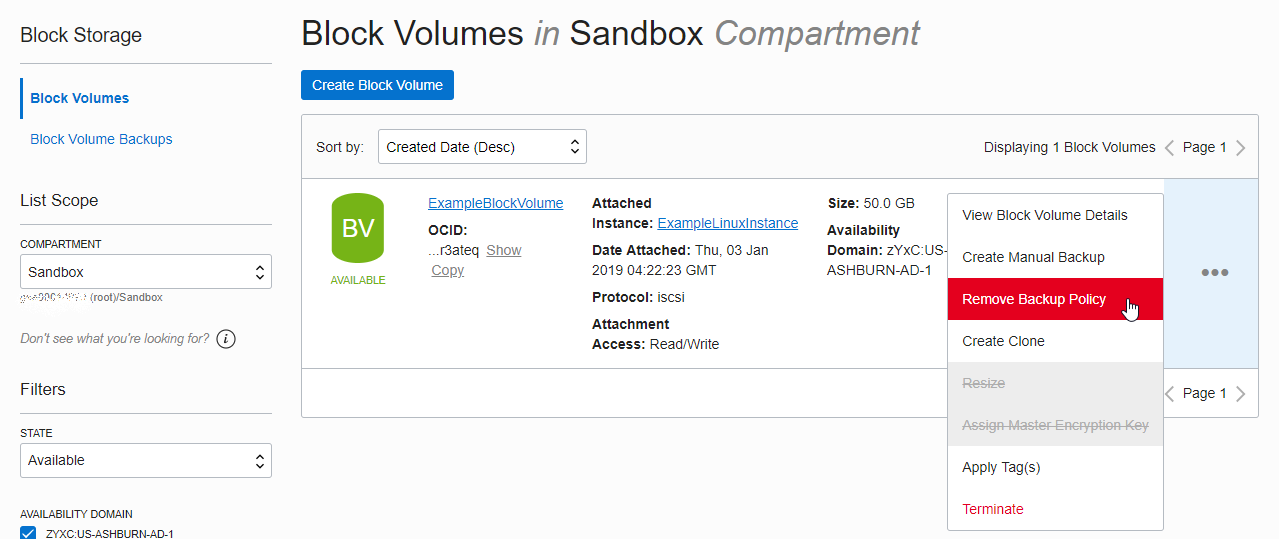 Block Storage
Block Volumes
Block Volume Backups
List Scope
COMPARTMENT
Sandbox
(root)/Sandbox
Don't see what you're looking for? i
Filters
STATE
Available
AVAILABILITY DOMAIN
ZYXC:US-ASHBURN-AD-1
Block Volumes in Sandbox Compartment
Create Block Volume
Sort by: Created Date (Desc)
Displaying 1 Block Volumes Page 1
BV
AVAILABLE
ExampleBlockVolume
OCID:
...r3ateq Show
Copy
Attached
Instance: ExampleLinuxInstance
Date Attached: Thu, 03 Jan
2019 04:22:23 GMT
Protocol: iscsi
Attachment
Access: Read/Write
Size: 50.0 GB
Availability
Domain: zYxC:US-
ASHBURN-AD-1
View Block Volume Details
Create Manual Backup
Remove Backup Policy
Create Clone
Resize
Assign Master Encryption Key
Apply Tag(s)
Terminate
Page 1